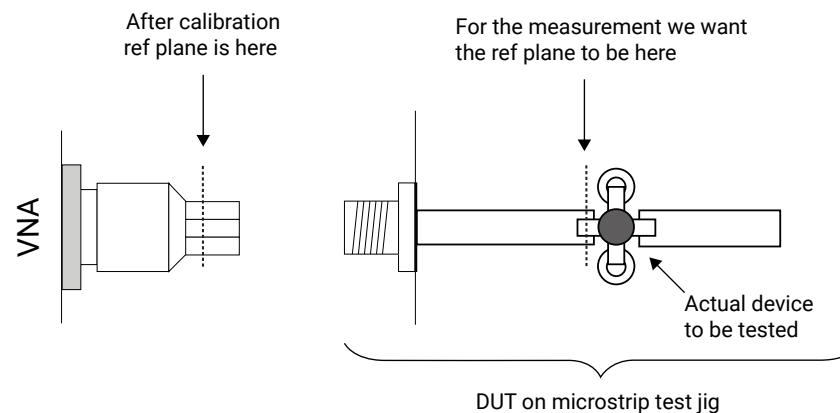 After calibration
ref plane is here
For the measurement we want
the ref plane to be here
VNA
Actual device
to be tested
DUT on microstrip test jig